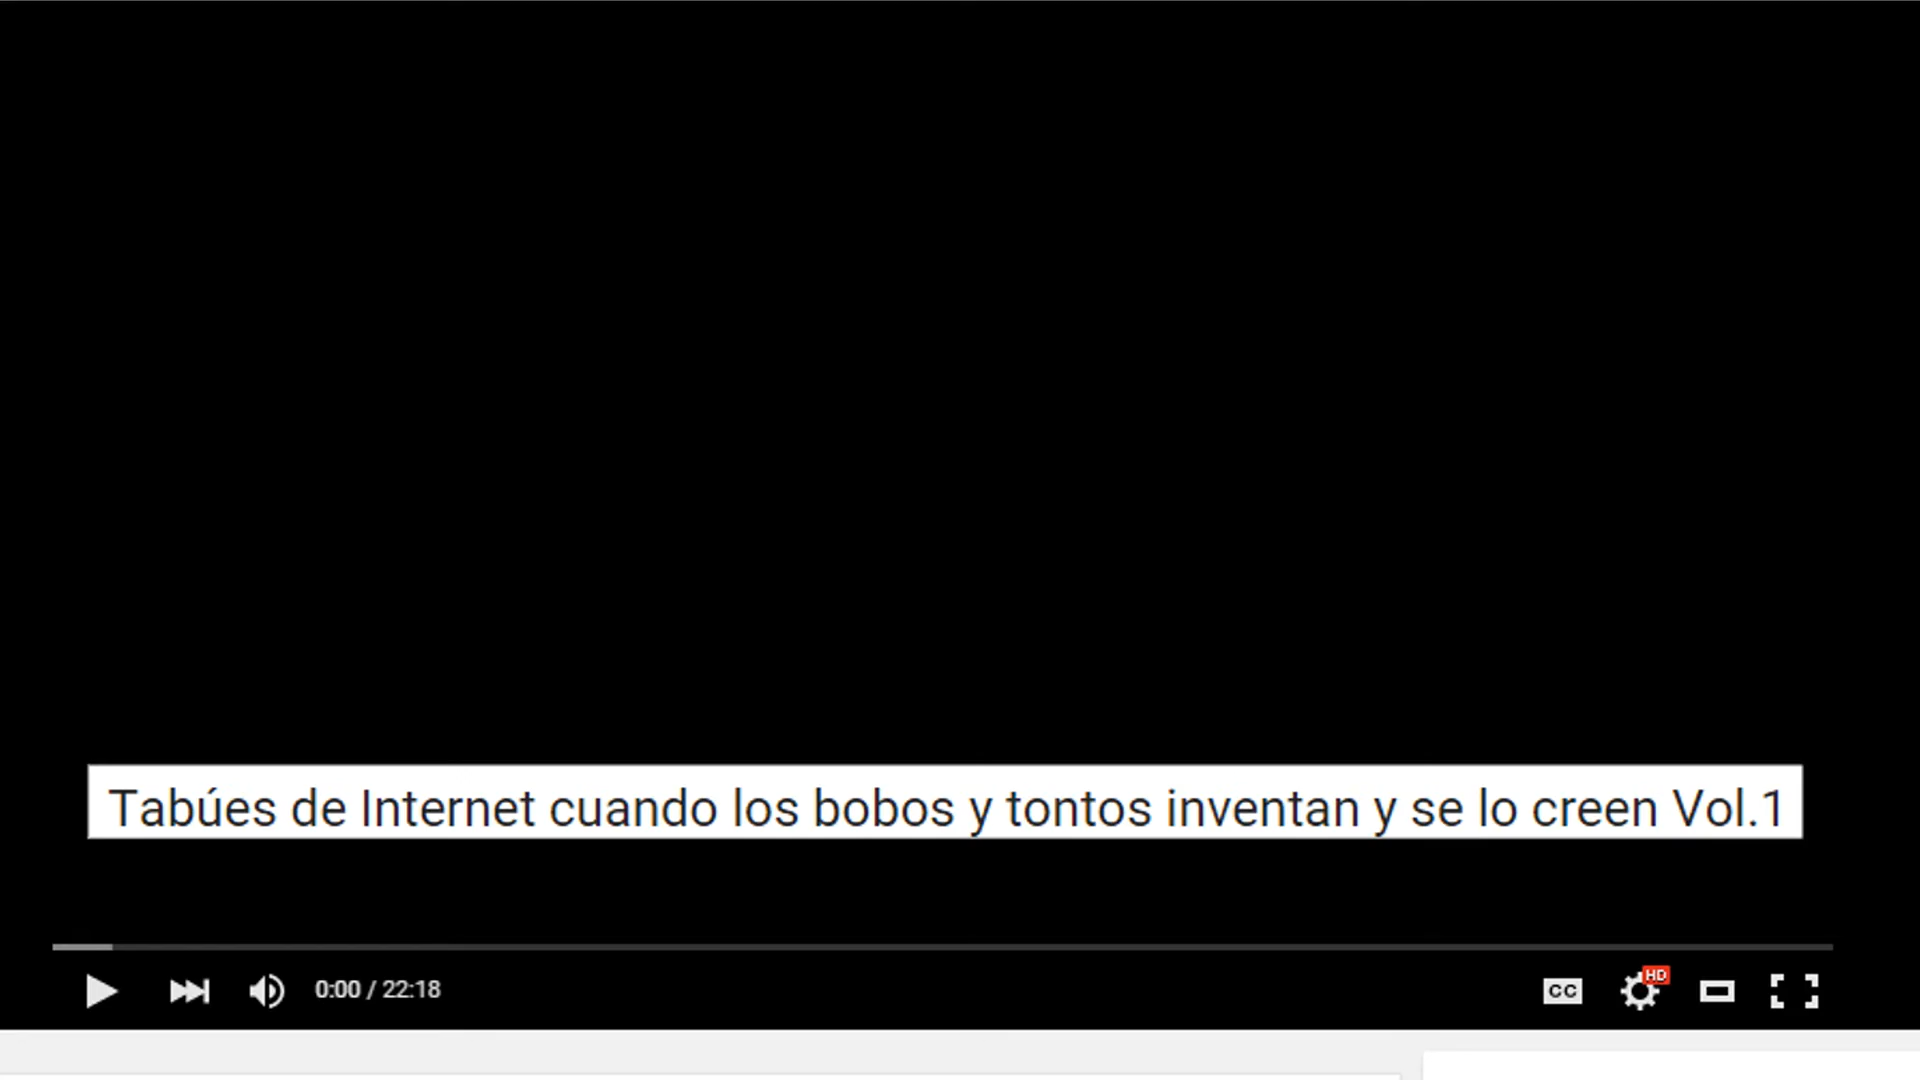 Tabúes de Internet cuando los bobos y tontos inventan y se lo creen Vol.1
0:00 / 22:18
CC
HD